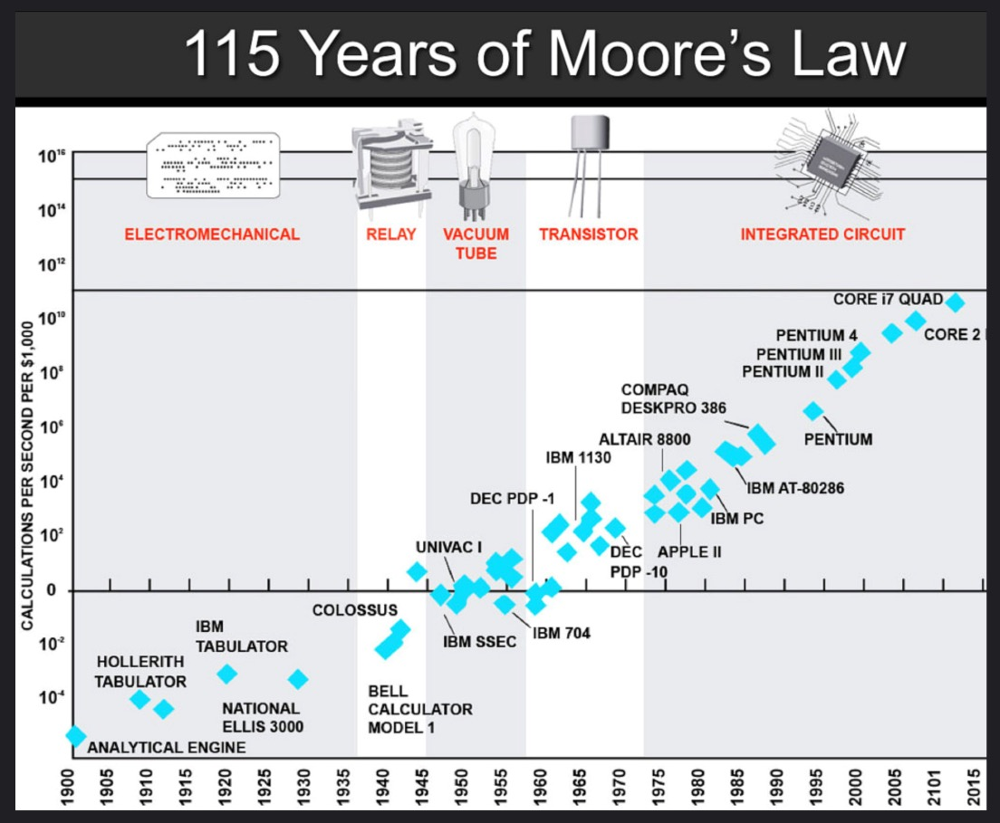 115 Years of Moore's Law
10¹⁶
10¹⁴
10¹²
10¹⁰
10⁸
10⁶
10⁴
10²
0
10⁻²
10⁻⁴
CALCULATIONS PER SECOND PER $1,000
ELECTROMECHANICAL
RELAY
VACUUM
TUBE
TRANSISTOR
INTEGRATED CIRCUIT
CORE i7 QUAD
CORE 2
PENTIUM 4
PENTIUM III
PENTIUM II
COMPAQ
DESKPRO 386
PENTIUM
ALTAIR 8800
IBM 1130
IBM AT-80286
DEC PDP -1
IBM PC
UNIVAC I
DEC
PDP -10
APPLE II
COLOSSUS
IBM SSEC
IBM 704
IBM
TABULATOR
HOLLERITH
TABULATOR
BELL
CALCULATOR
MODEL 1
NATIONAL
ELLIS 3000
ANALYTICAL ENGINE
1900
1905
1910
1915
1920
1925
1930
1935
1940
1945
1950
1955
1960
1965
1970
1975
1980
1985
1990
1995
2000
2005
2101
2015